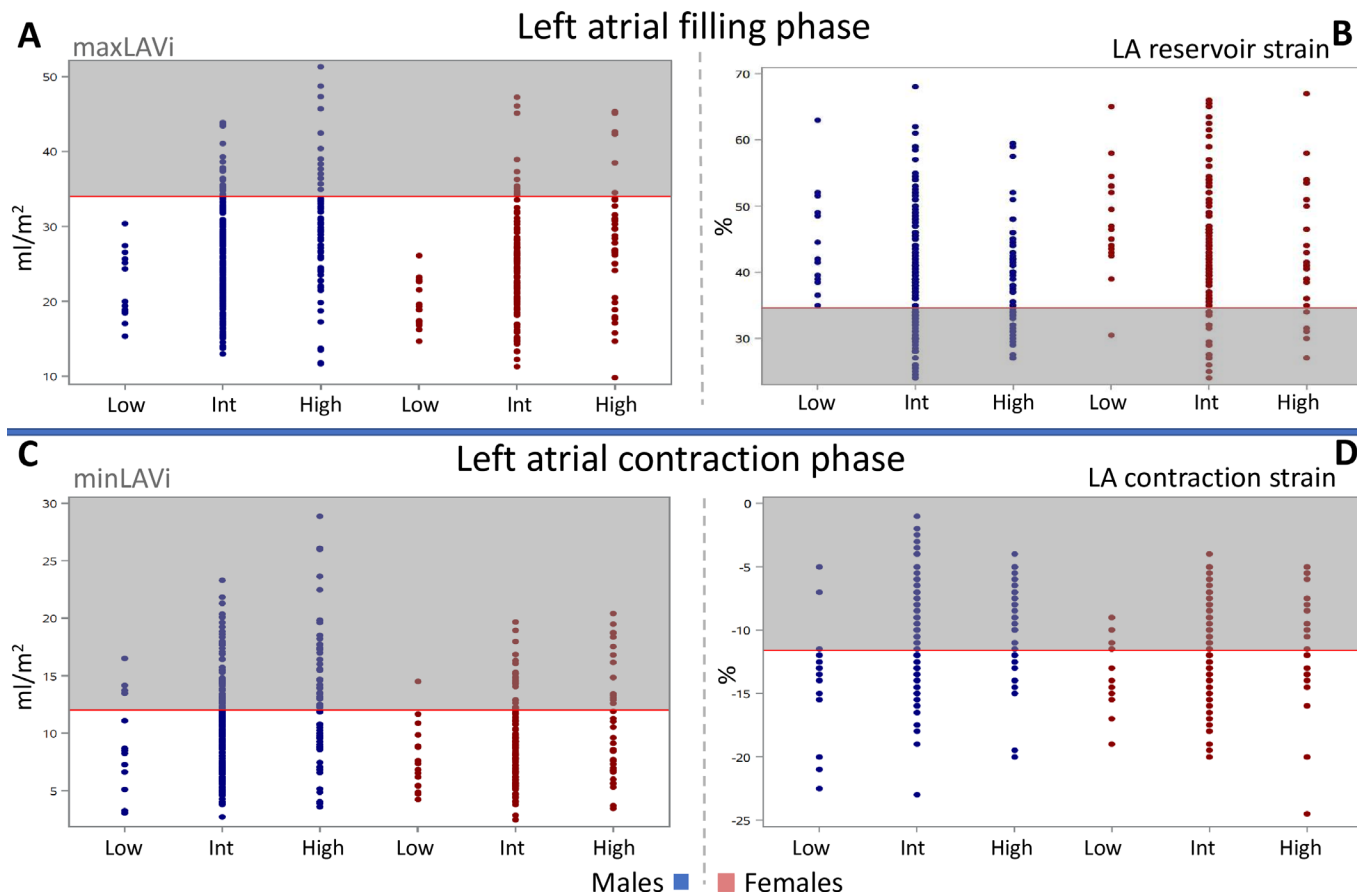 Left atrial filling phase
A
maxLAVi
B
LA reservoir strain
50
40
30
20
10
ml/m²
Low Int High Low Int High
70
60
50
40
30
%
Low Int High Low Int High
Left atrial contraction phase
C
minLAVi
D
LA contraction strain
30
25
20
15
10
5
ml/m²
Low Int High Low Int High
0
-5
-10
-15
-20
-25
%
Low Int High Low Int High
Males Females